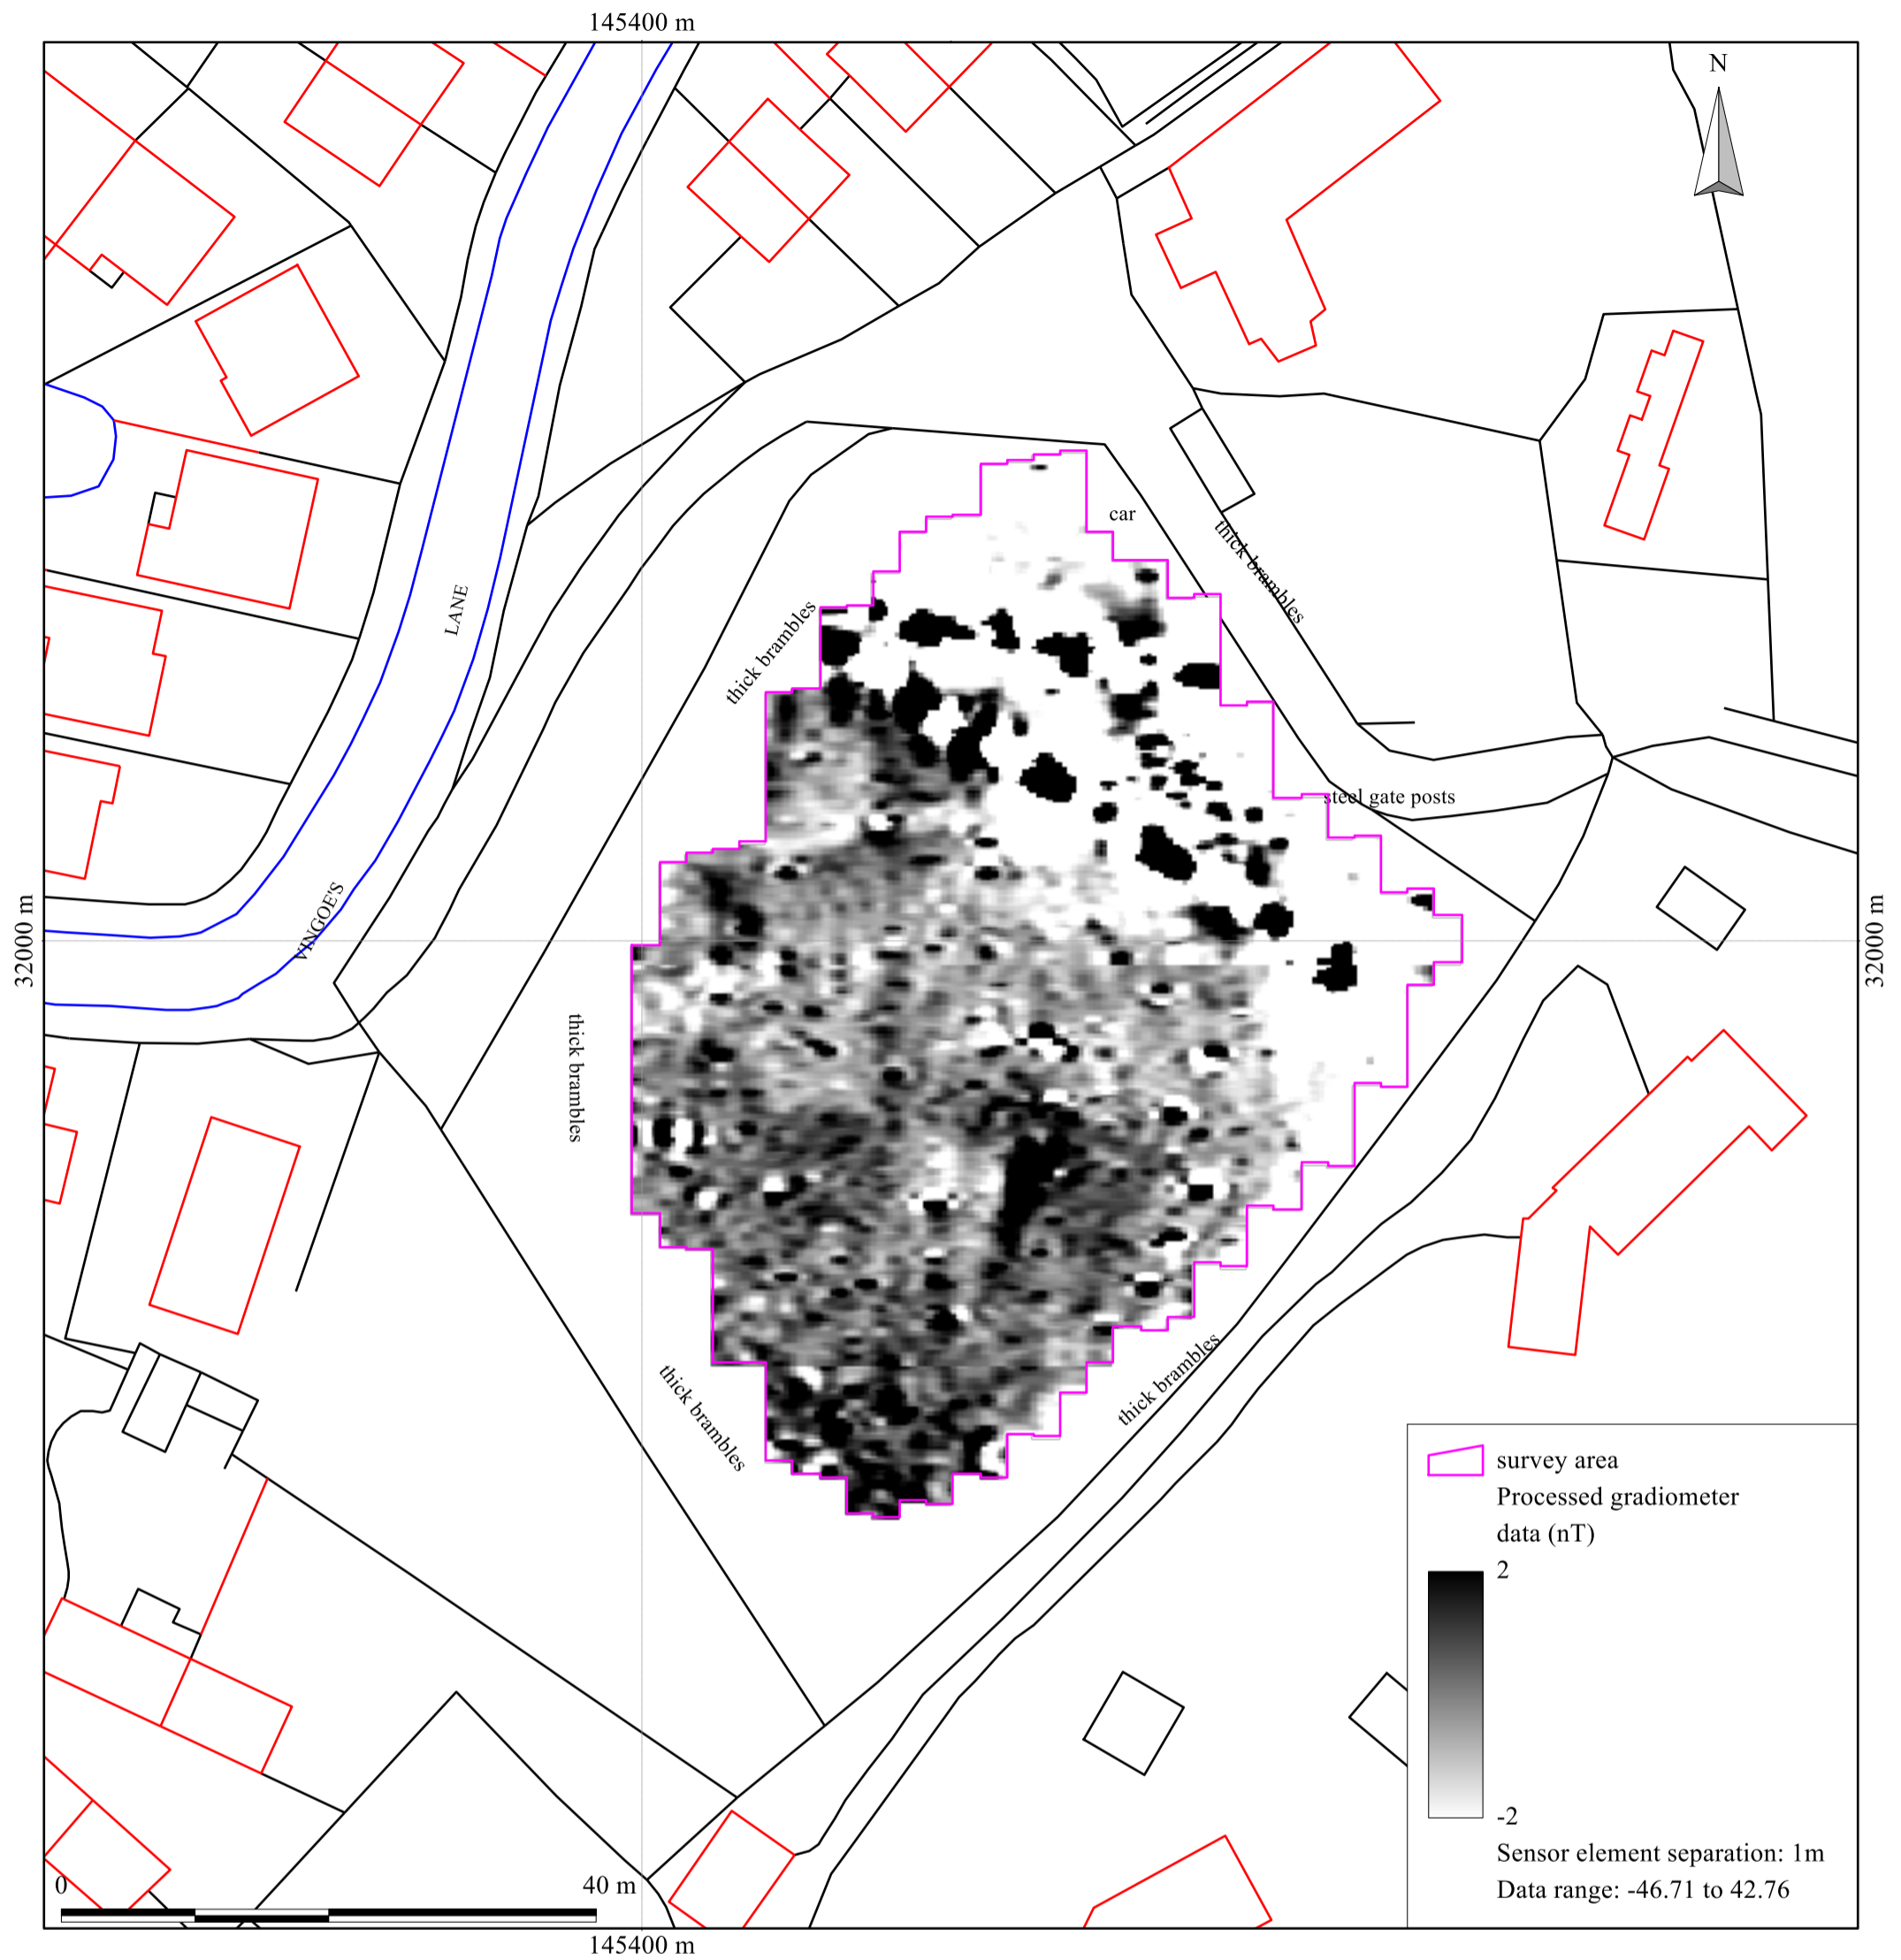 145400 m
N
car
thick brambles
thick brambles
LANE
steel gate posts
VINGOE'S
32000 m
32000 m
thick brambles
thick brambles
thick brambles
survey area
Processed gradiometer
data (nT)
2
-2
Sensor element separation: 1m
Data range: -46.71 to 42.76
0
40 m
145400 m